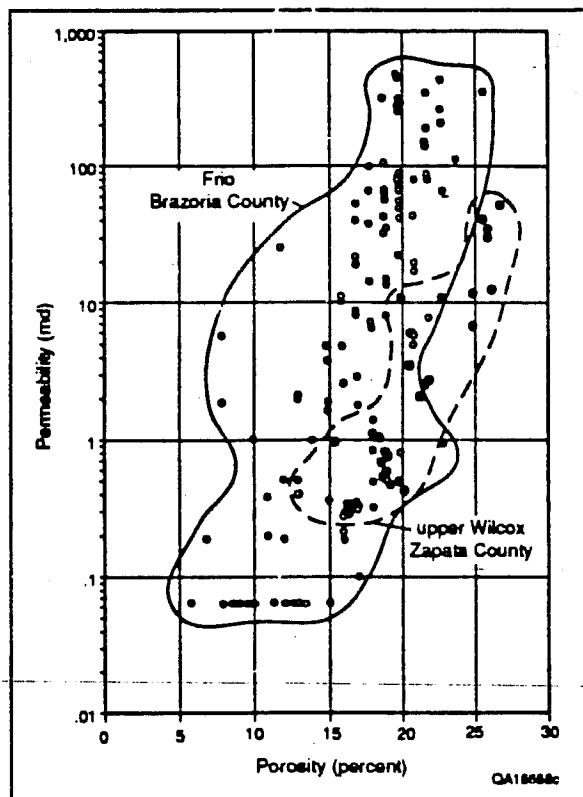 1,000
100
10
1
.1
.01
Permeability (md)
Frio
Brazoria County
upper Wilcox
Zapata County
0
5
10
15
20
25
30
Porosity (percent)